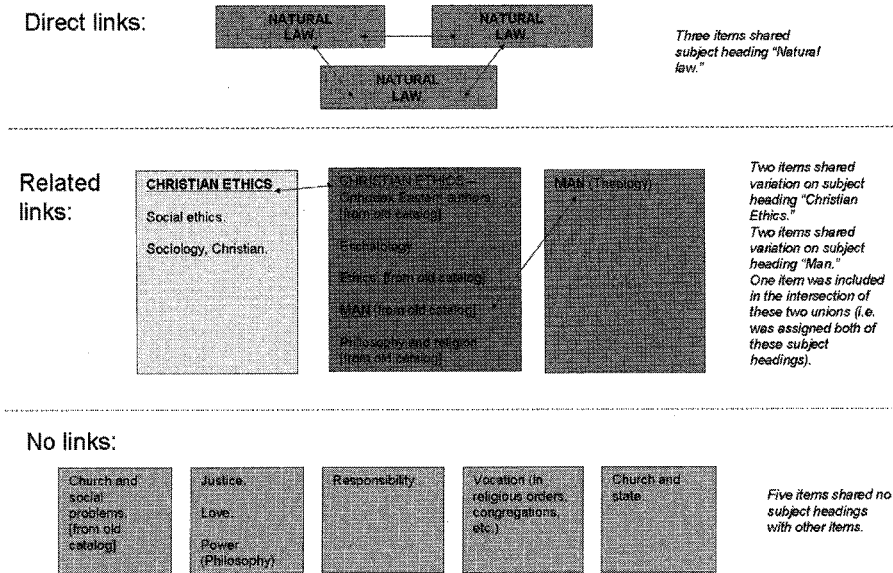 Direct links:
NATURAL
LAW
NATURAL
LAW
NATURAL
LAW
Three items shared
subject heading "Natural
law."
Related
links:
CHRISTIAN ETHICS
Social ethics.
Sociology, Christian.
CHRISTIAN ETHICS—
Orthodox Eastern authors
[from old catalog]
Eschatology
Ethics. [from old catalog]
MAN [from old catalog]
Philosophy and religion
[from old catalog]
MAN (Theology)
Two items shared
variation on subject
heading "Christian
Ethics."
Two items shared
variation on subject
heading "Man."
One item was included
in the intersection of
these two unions (i.e.
was assigned both of
these subject
headings).
No links:
Church and
social
problems.
[from old
catalog]
Justice.
Love.
Power
(Philosophy)
Responsibility.
Vocation (in
religious orders,
congregations,
etc.)
Church and
state
Five items shared no
subject headings
with other items.